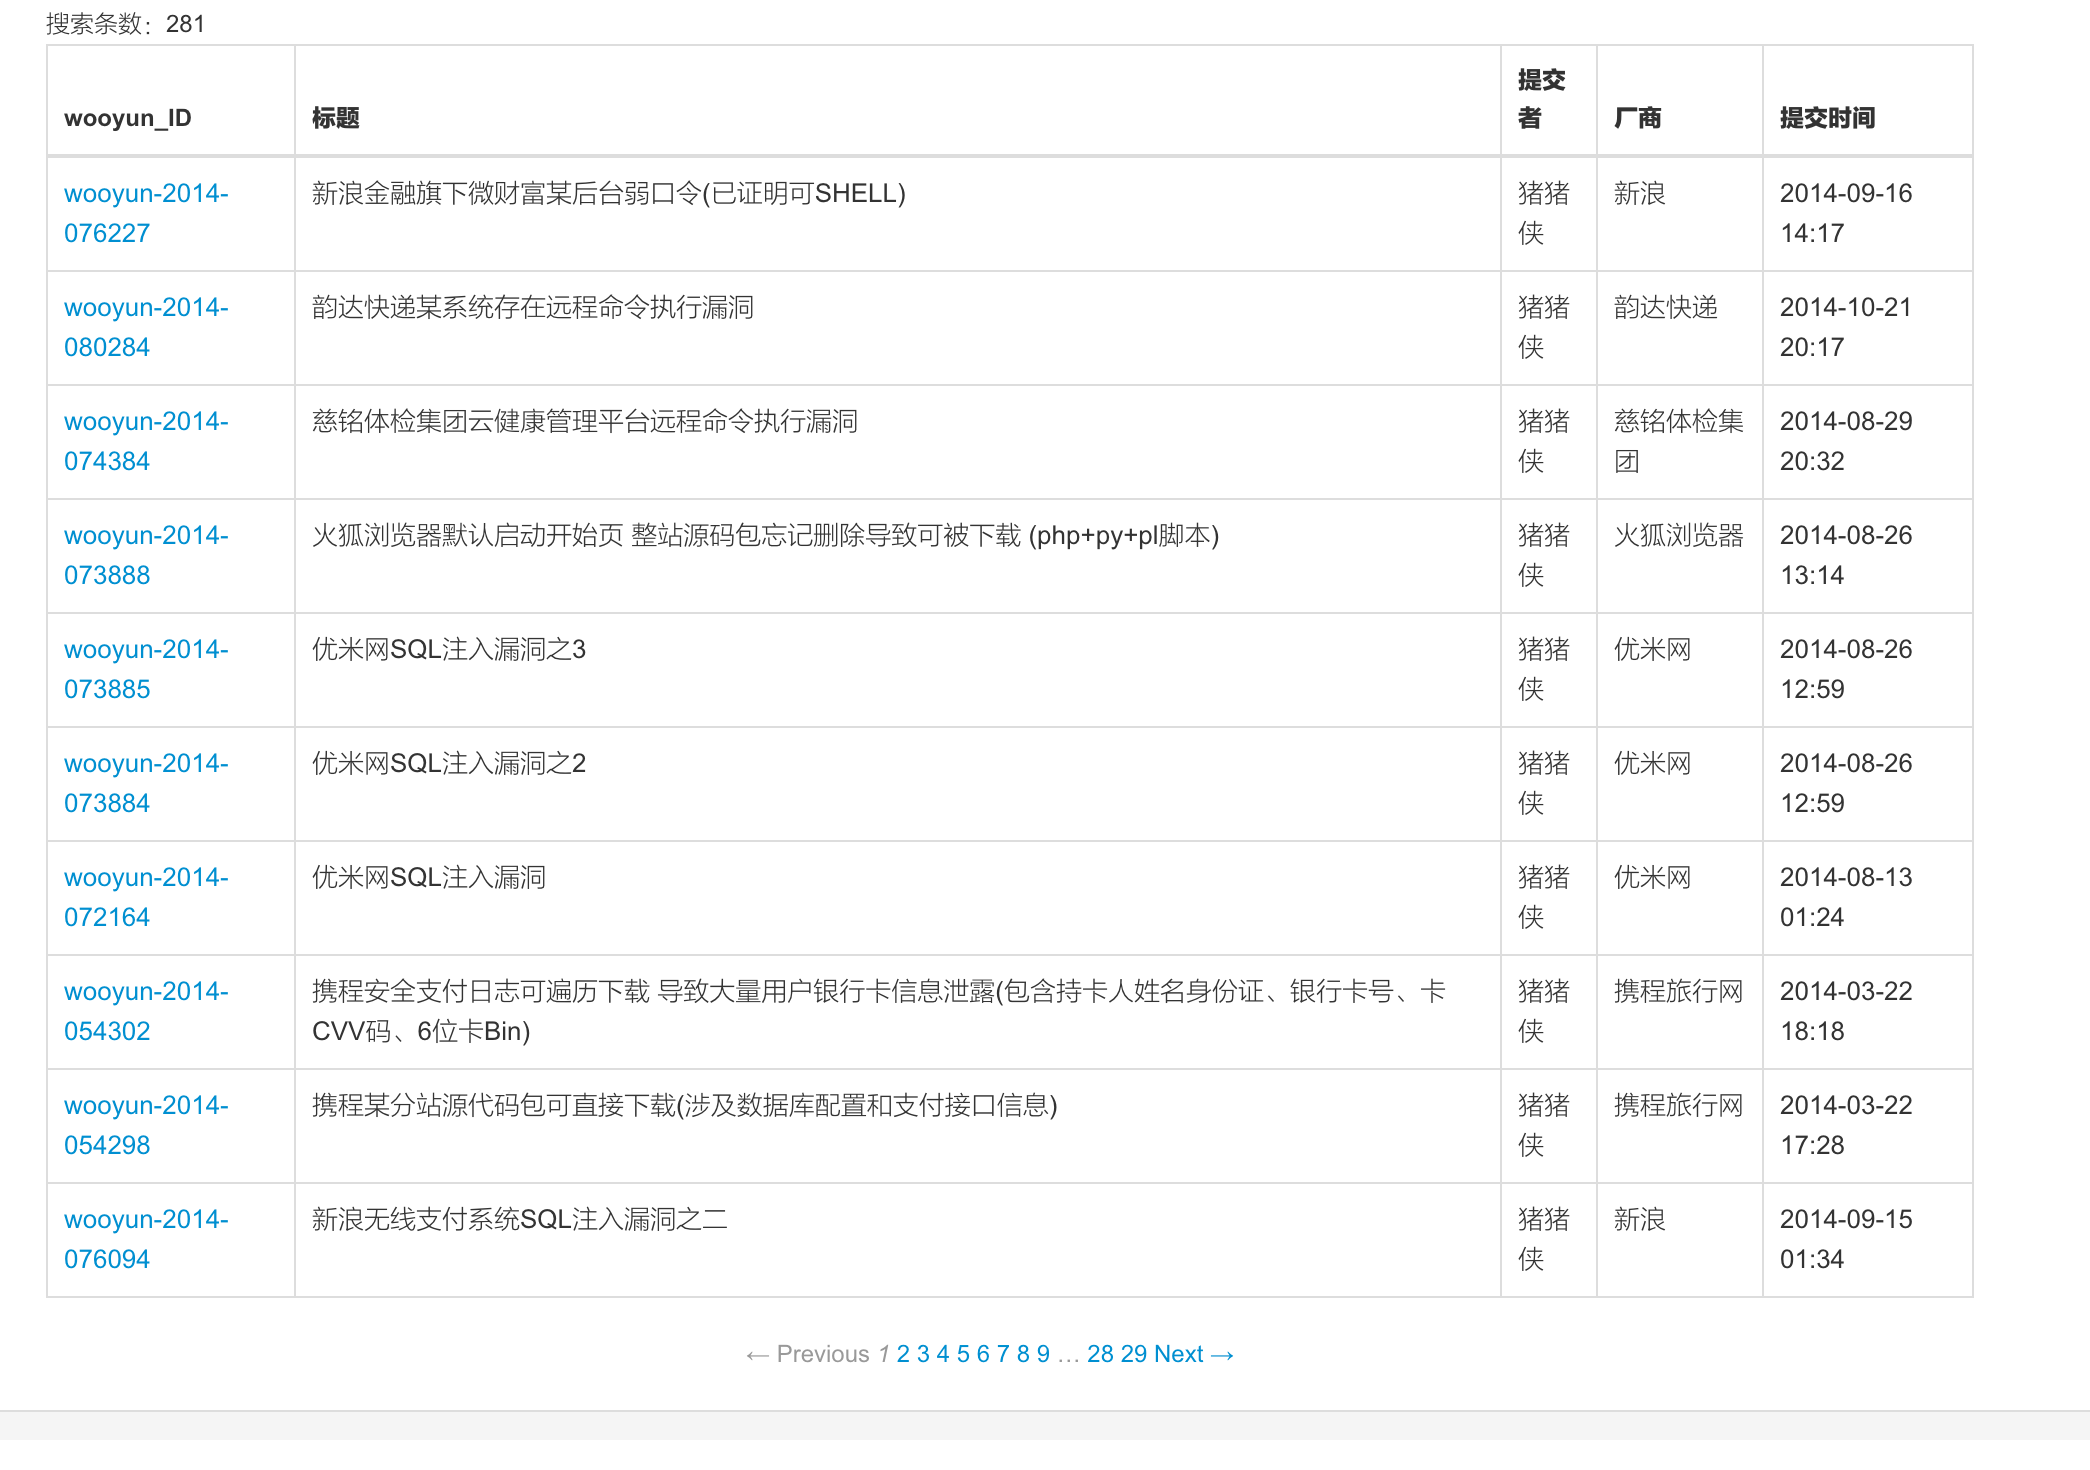 搜索条数：281
wooyun_ID 标题 提交者 厂商 提交时间
wooyun-2014-
076227
新浪金融旗下微财富某后台弱口令(已证明可SHELL)
猪猪
侠
新浪
2014-09-16
14:17
wooyun-2014-
080284
韵达快递某系统存在远程命令执行漏洞
猪猪
侠
韵达快递
2014-10-21
20:17
wooyun-2014-
074384
慈铭体检集团云健康管理平台远程命令执行漏洞
猪猪
侠
慈铭体检集
团
2014-08-29
20:32
wooyun-2014-
073888
火狐浏览器默认启动开始页 整站源码包忘记删除导致可被下载 (php+py+pl脚本)
猪猪
侠
火狐浏览器
2014-08-26
13:14
wooyun-2014-
073885
优米网SQL注入漏洞之3
猪猪
侠
优米网
2014-08-26
12:59
wooyun-2014-
073884
优米网SQL注入漏洞之2
猪猪
侠
优米网
2014-08-26
12:59
wooyun-2014-
072164
优米网SQL注入漏洞
猪猪
侠
优米网
2014-08-13
01:24
wooyun-2014-
054302
携程安全支付日志可遍历下载 导致大量用户银行卡信息泄露(包含持卡人姓名身份证、银行卡号、卡
CVV码、6位卡Bin)
猪猪
侠
携程旅行网
2014-03-22
18:18
wooyun-2014-
054298
携程某分站源代码包可直接下载(涉及数据库配置和支付接口信息)
猪猪
侠
携程旅行网
2014-03-22
17:28
wooyun-2014-
076094
新浪无线支付系统SQL注入漏洞之二
猪猪
侠
新浪
2014-09-15
01:34
← Previous 1 2 3 4 5 6 7 8 9 … 28 29 Next →